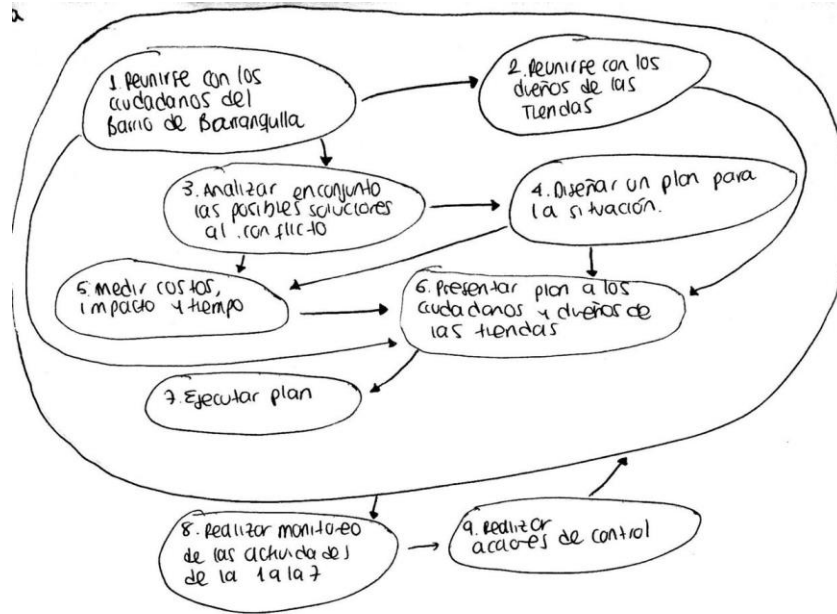 a
1. Reunirse con los
ciudadanos del
Barrio de Barranquilla
2. Reunirse con los
dueños de las
Tiendas
3. Analizar en conjunto
las posibles soluciones
al conflicto
4. Diseñar un plan para
la situación.
5. Medir costos,
impacto y tiempo
6. Presentar plan a los
ciudadanos y dueños de
las tiendas
7. Ejecutar plan
8. Realizar monitoreo
de las actividades
de la 1 a la 7
9. Realizar
acciones de control